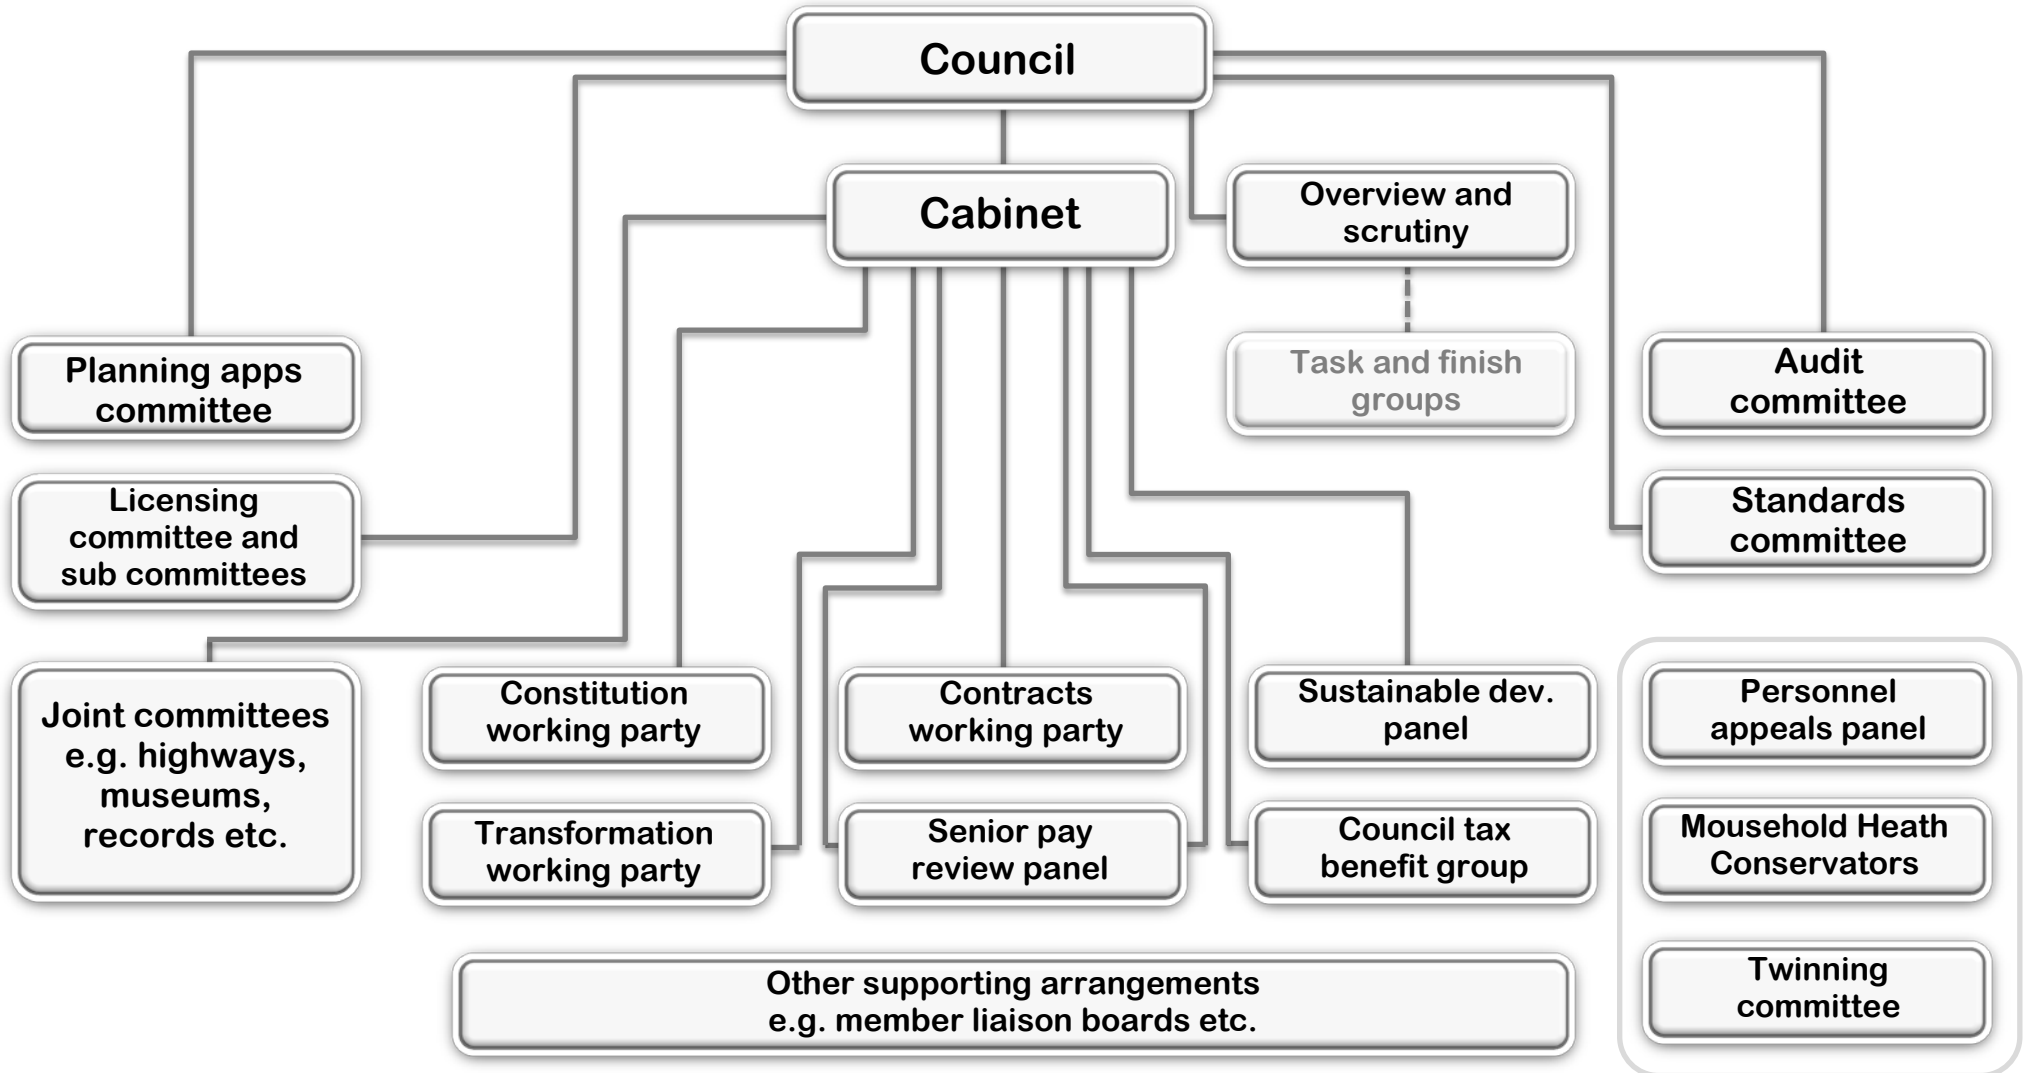 Council
Cabinet
Overview and
scrutiny
Planning apps
committee
Task and finish
groups
Audit
committee
Licensing
committee and
sub committees
Standards
committee
Joint committees
e.g. highways,
museums,
records etc.
Constitution
working party
Contracts
working party
Sustainable dev.
panel
Personnel
appeals panel
Transformation
working party
Senior pay
review panel
Council tax
benefit group
Mousehold Heath
Conservators
Other supporting arrangements
e.g. member liaison boards etc.
Twinning
committee